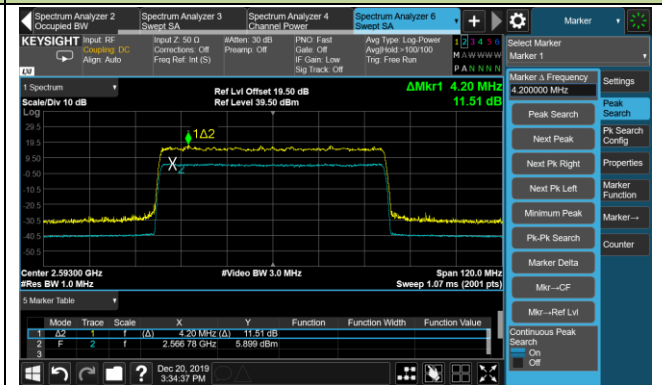 Spectrum Analyzer 2
Occupied BW
Spectrum Analyzer 3
Swept SA
Spectrum Analyzer 4
Channel Power
Spectrum Analyzer 6
Swept SA
Marker
KEYSIGHT
Input: RF
Coupling: DC
Align: Auto
Input Z: 50 Ω
Corrections: Off
Freq Ref: Int (S)
#Atten: 30 dB
Preamp: Off
PNO: Fast
Gate: Off
IF Gain: Low
Sig Track: Off
Avg Type: Log-Power
Avg|Hold:>100/100
Trig: Free Run
1 2 3 4 5 6
M A W W W W
P A N N N N
LXI
Select Marker
Marker 1
1 Spectrum
Scale/Div 10 dB
Ref Lvl Offset 19.50 dB
Ref Level 39.50 dBm
ΔMkr1 4.20 MHz
11.51 dB
Log
29.5
19.5
9.50
-0.50
-10.5
-20.5
-30.5
-40.5
-50.5
1Δ2
X2
Center 2.59300 GHz
#Res BW 1.0 MHz
#Video BW 3.0 MHz
Span 120.0 MHz
Sweep 1.07 ms (2001 pts)
5 Marker Table
Mode Trace Scale X Y Function Function Width Function Value
1 Δ2 1 f (Δ) 4.20 MHz (Δ) 11.51 dB
2 F 2 f 2.566 78 GHz 5.899 dBm
3
Dec 20, 2019
3:34:37 PM
Marker Δ Frequency
4.200000 MHz
Peak Search
Next Peak
Next Pk Right
Next Pk Left
Minimum Peak
Pk-Pk Search
Marker Delta
Mkr→CF
Mkr→Ref Lvl
Continuous Peak
Search
On
Off
Settings
Peak
Search
Pk Search
Config
Properties
Marker
Function
Marker→
Counter